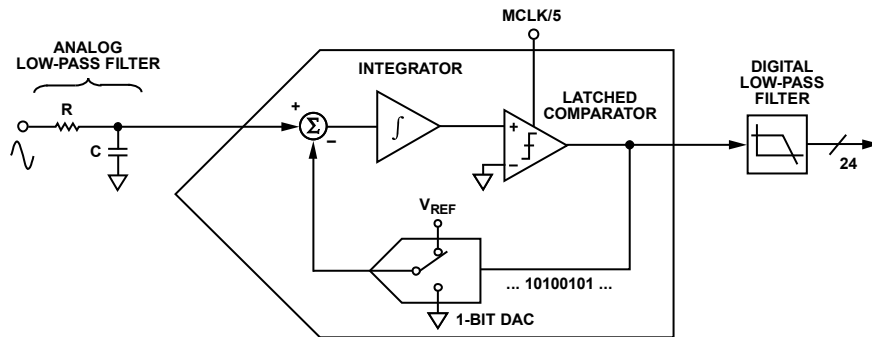 MCLK/5
ANALOG
LOW-PASS FILTER
INTEGRATOR
LATCHED
COMPARATOR
DIGITAL
LOW-PASS
FILTER
R
+
Σ
−
∫
+
−
C
24
VREF
... 10100101 ...
1-BIT DAC